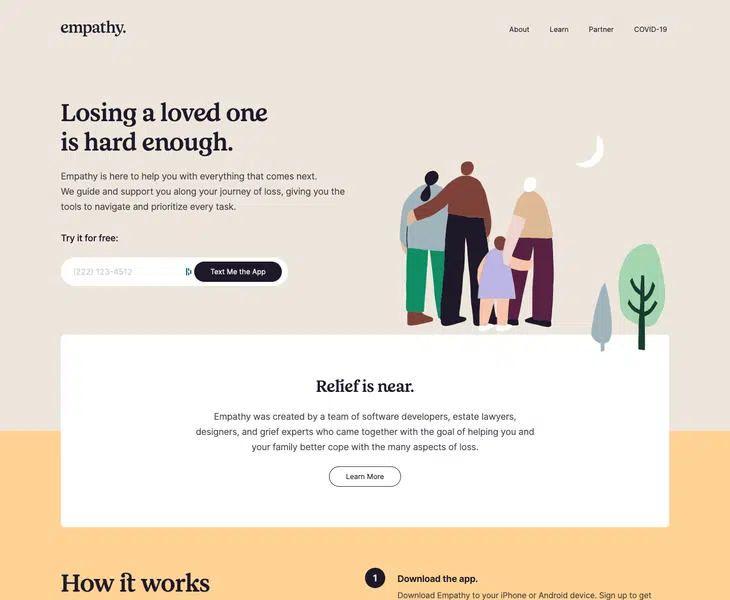 empathy.
About
Learn
Partner
COVID-19
Losing a loved one
is hard enough.
Empathy is here to help you with everything that comes next.
We guide and support you along your journey of loss, giving you the
tools to navigate and prioritize every task.
Try it for free:
(222) 123-4512
Text Me the App
Relief is near.
Empathy was created by a team of software developers, estate lawyers,
designers, and grief experts who came together with the goal of helping you and
your family better cope with the many aspects of loss.
Learn More
How it works
1
Download the app.
Download Empathy to your iPhone or Android device. Sign up to get